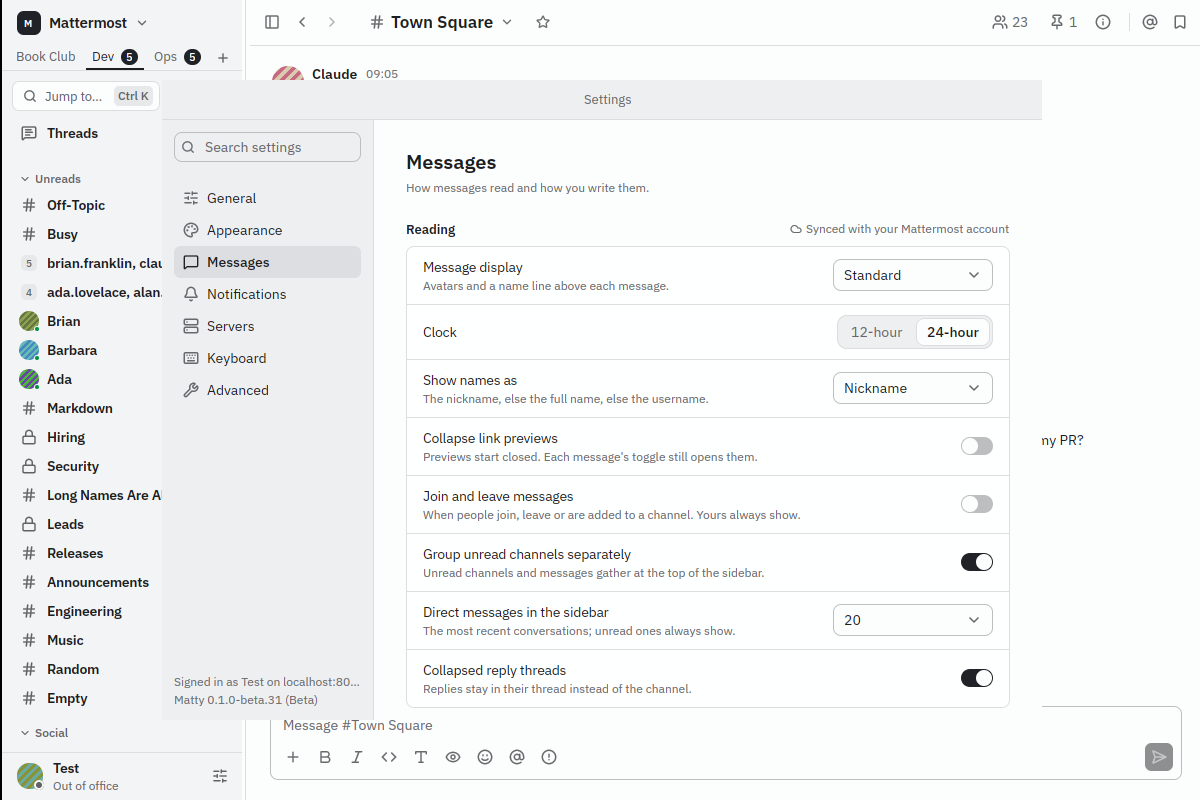 M Mattermost
Town Square
23
1
Book Club
Dev 5
Ops 5
Claude 09:05
Jump to... Ctrl K
Threads
Unreads
Off-Topic
Busy
5 brian.franklin, clau
4 ada.lovelace, alan.
Brian
Barbara
Ada
Markdown
Hiring
Security
Long Names Are A
Leads
Releases
Announcements
Engineering
Music
Random
Empty
Social
Test
Out of office
Settings
Search settings
General
Appearance
Messages
Notifications
Servers
Keyboard
Advanced
Signed in as Test on localhost:80...
Matty 0.1.0-beta.31 (Beta)
Messages
How messages read and how you write them.
Reading
Synced with your Mattermost account
Message display
Avatars and a name line above each message.
Standard
Clock
12-hour 24-hour
Show names as
The nickname, else the full name, else the username.
Nickname
Collapse link previews
Previews start closed. Each message's toggle still opens them.
Join and leave messages
When people join, leave or are added to a channel. Yours always show.
Group unread channels separately
Unread channels and messages gather at the top of the sidebar.
Direct messages in the sidebar
The most recent conversations; unread ones always show.
20
Collapsed reply threads
Replies stay in their thread instead of the channel.
my PR?
Message #Town Square